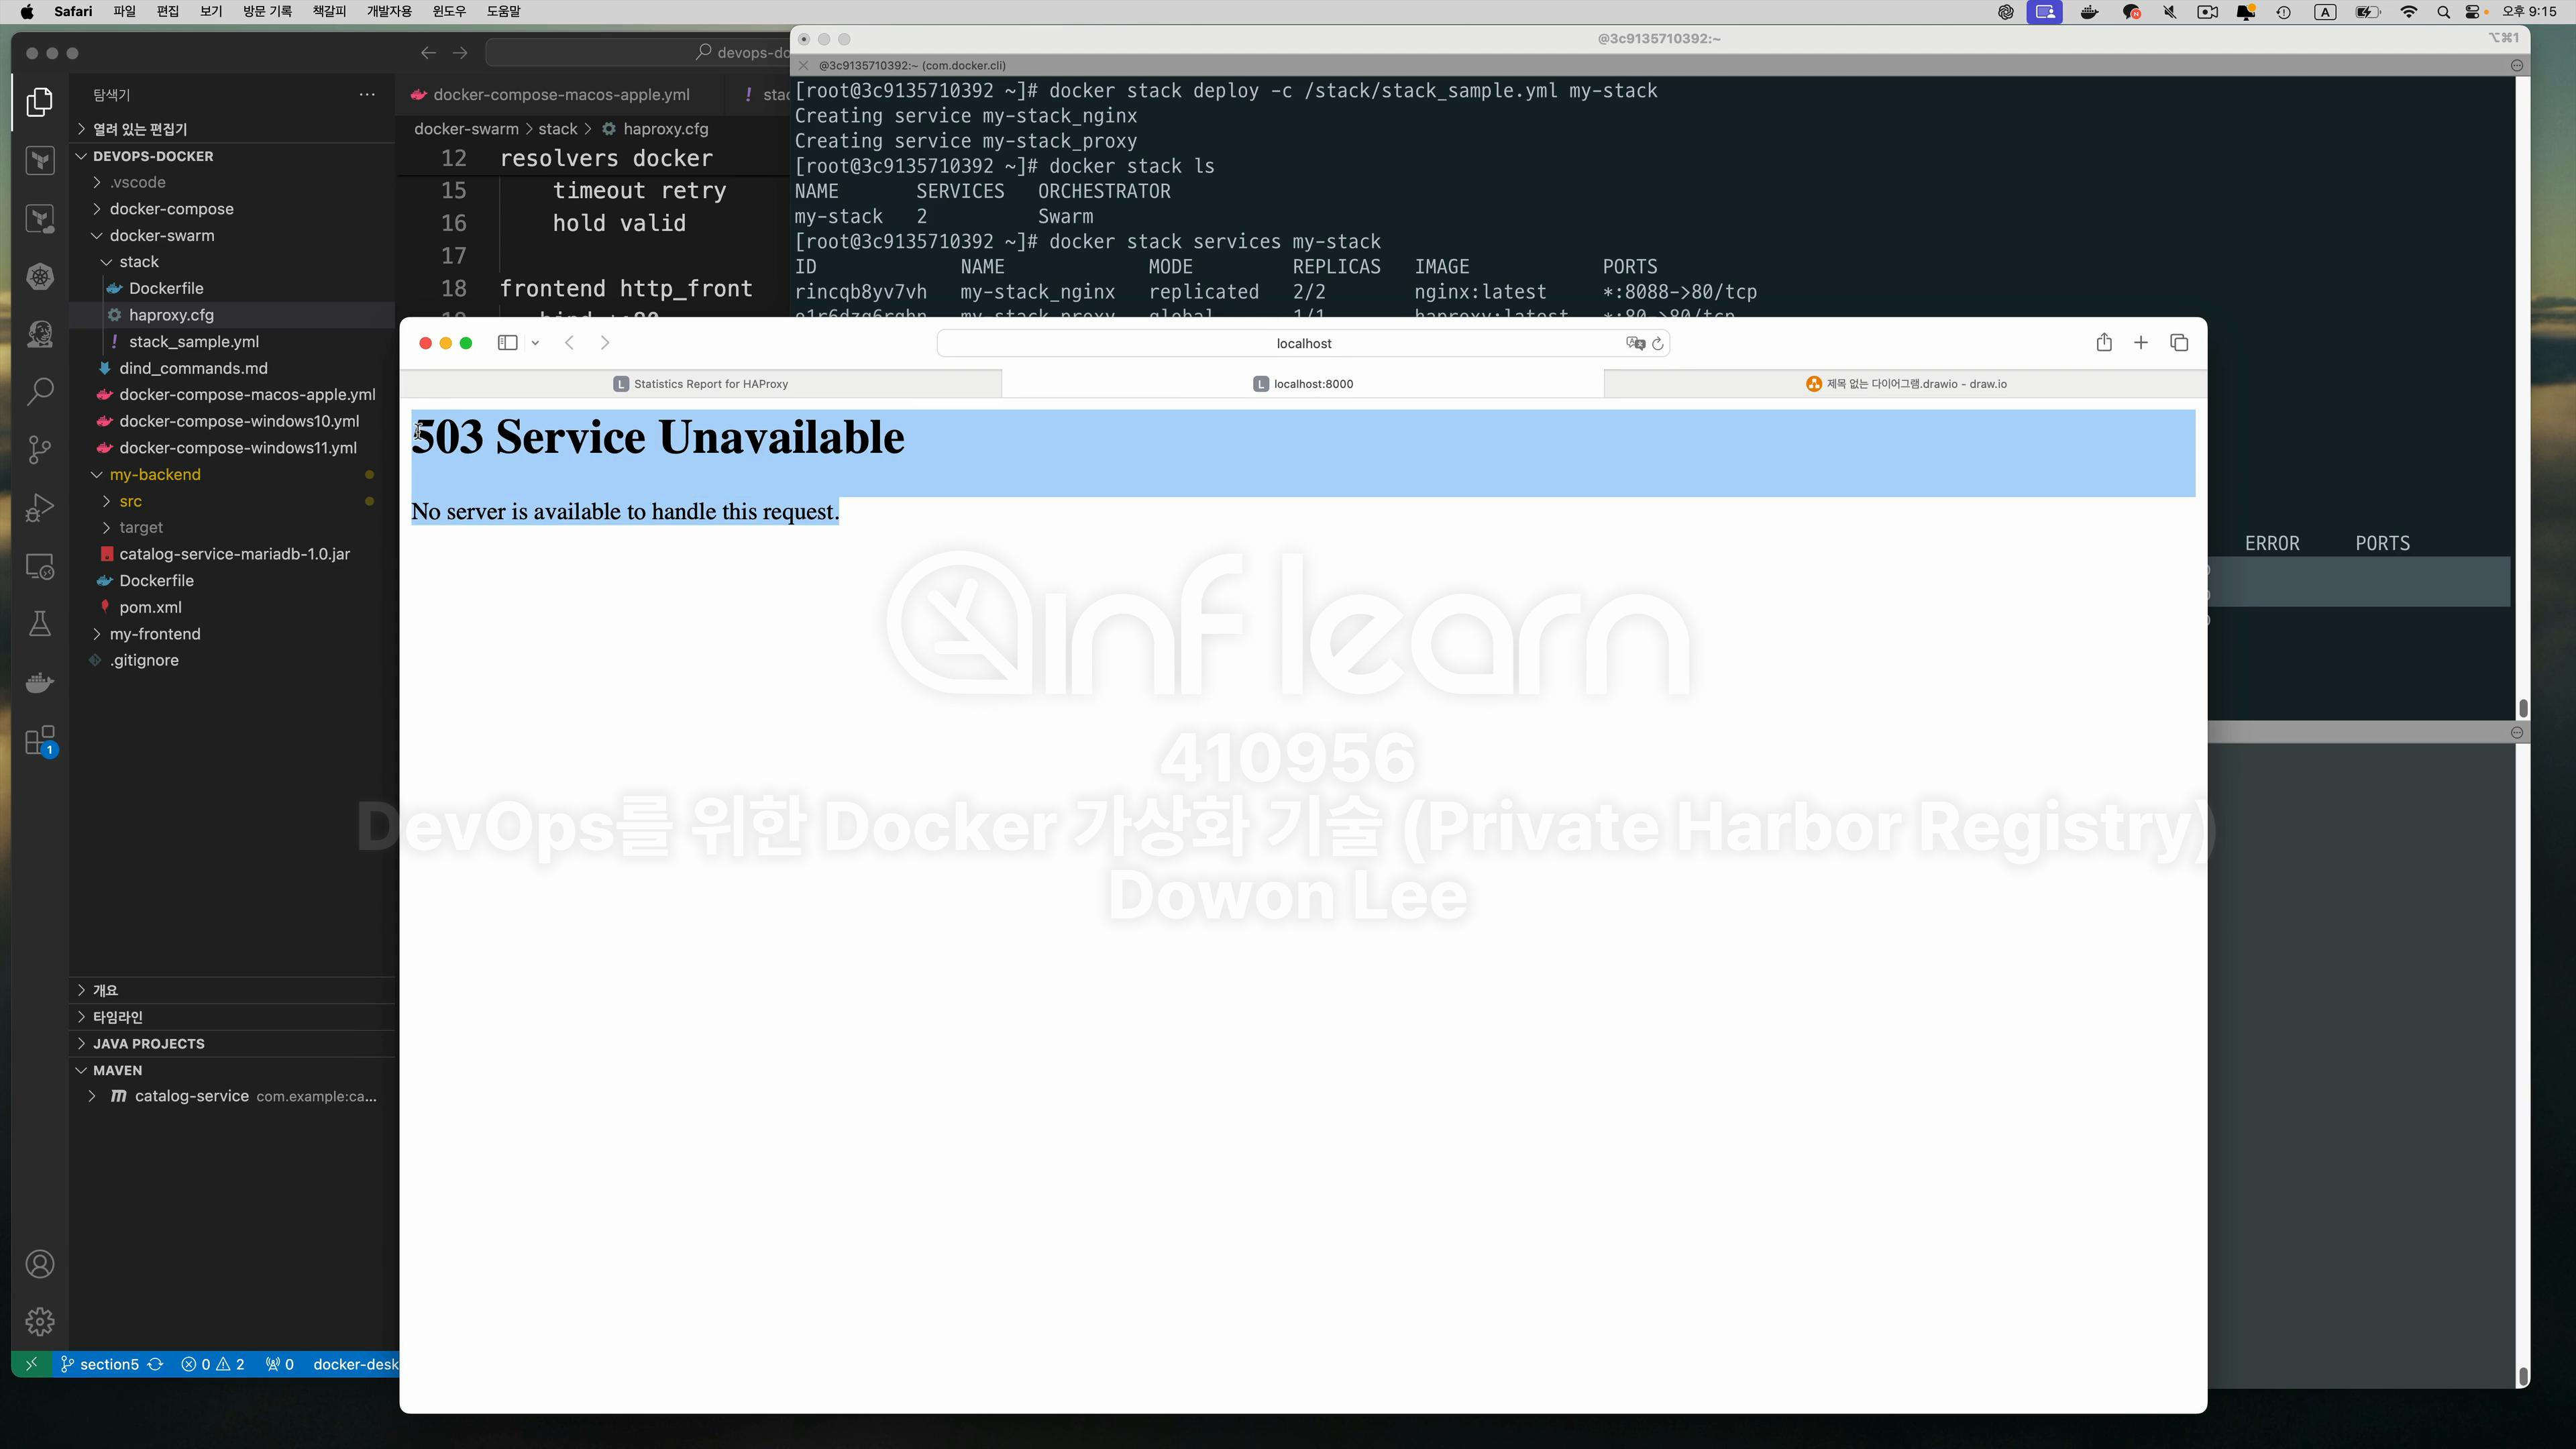 Safari 파일 편집 보기 방문 기록 책갈피 개발자용 윈도우 도움말
A 오후 9:15
devops-do
@3c9135710392:~
⌥⌘1
@3c9135710392:~ (com.docker.cli)
탐색기
열려 있는 편집기
DEVOPS-DOCKER
.vscode
docker-compose
docker-swarm
stack
Dockerfile
haproxy.cfg
stack_sample.yml
dind_commands.md
docker-compose-macos-apple.yml
docker-compose-windows10.yml
docker-compose-windows11.yml
my-backend
src
target
catalog-service-mariadb-1.0.jar
Dockerfile
pom.xml
my-frontend
.gitignore
개요
타임라인
JAVA PROJECTS
MAVEN
catalog-service com.example:ca...
1
section5 0 2 0 docker-desk
docker-compose-macos-apple.yml ! stac
docker-swarm > stack > haproxy.cfg
12 resolvers docker
15 timeout retry
16 hold valid
17
18 frontend http_front
[root@3c9135710392 ~]# docker stack deploy -c /stack/stack_sample.yml my-stack
Creating service my-stack_nginx
Creating service my-stack_proxy
[root@3c9135710392 ~]# docker stack ls
NAME SERVICES ORCHESTRATOR
my-stack 2 Swarm
[root@3c9135710392 ~]# docker stack services my-stack
ID NAME MODE REPLICAS IMAGE PORTS
rincqb8yv7vh my-stack_nginx replicated 2/2 nginx:latest *:8088->80/tcp
my-stack_proxy global 1/1 haproxy:latest *:80->80/tcp
ERROR PORTS
localhost
Statistics Report for HAProxy
localhost:8000
제목 없는 다이어그램.drawio - draw.io
503 Service Unavailable
No server is available to handle this request.
inflearn
410956
DevOps를 위한 Docker 가상화 기술 (Private Harbor Registry)
Dowon Lee